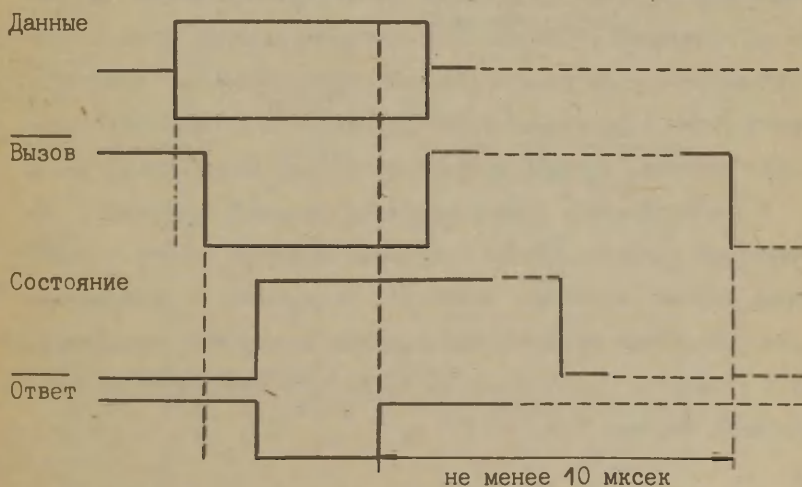 Данные
Вызов
Состояние
Ответ
не менее 10 мксек